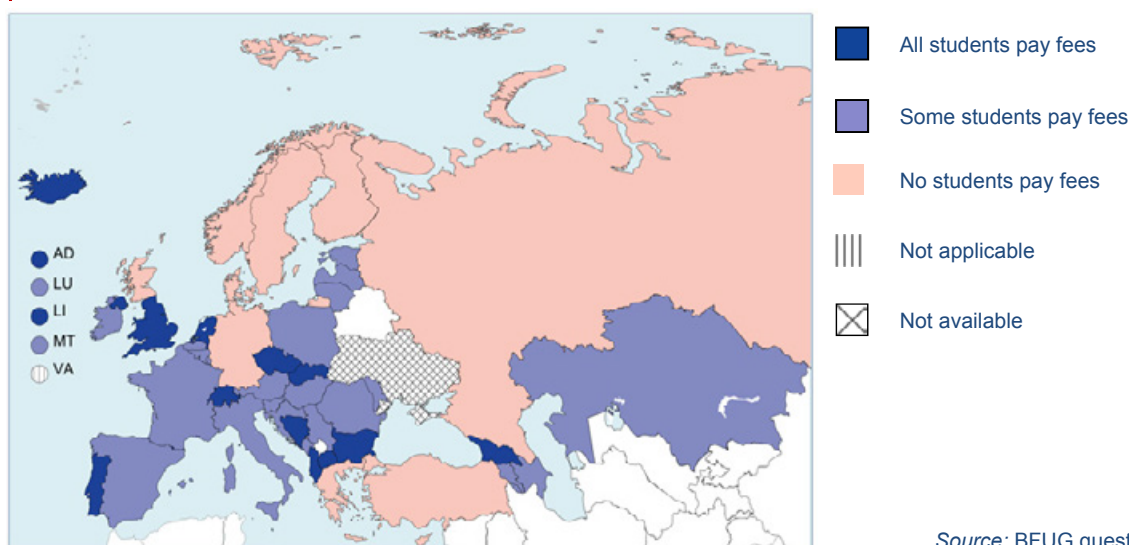 All students pay fees
Some students pay fees
No students pay fees
Not applicable
Not available
AD
LU
LI
MT
VA
Source: BFUG quest